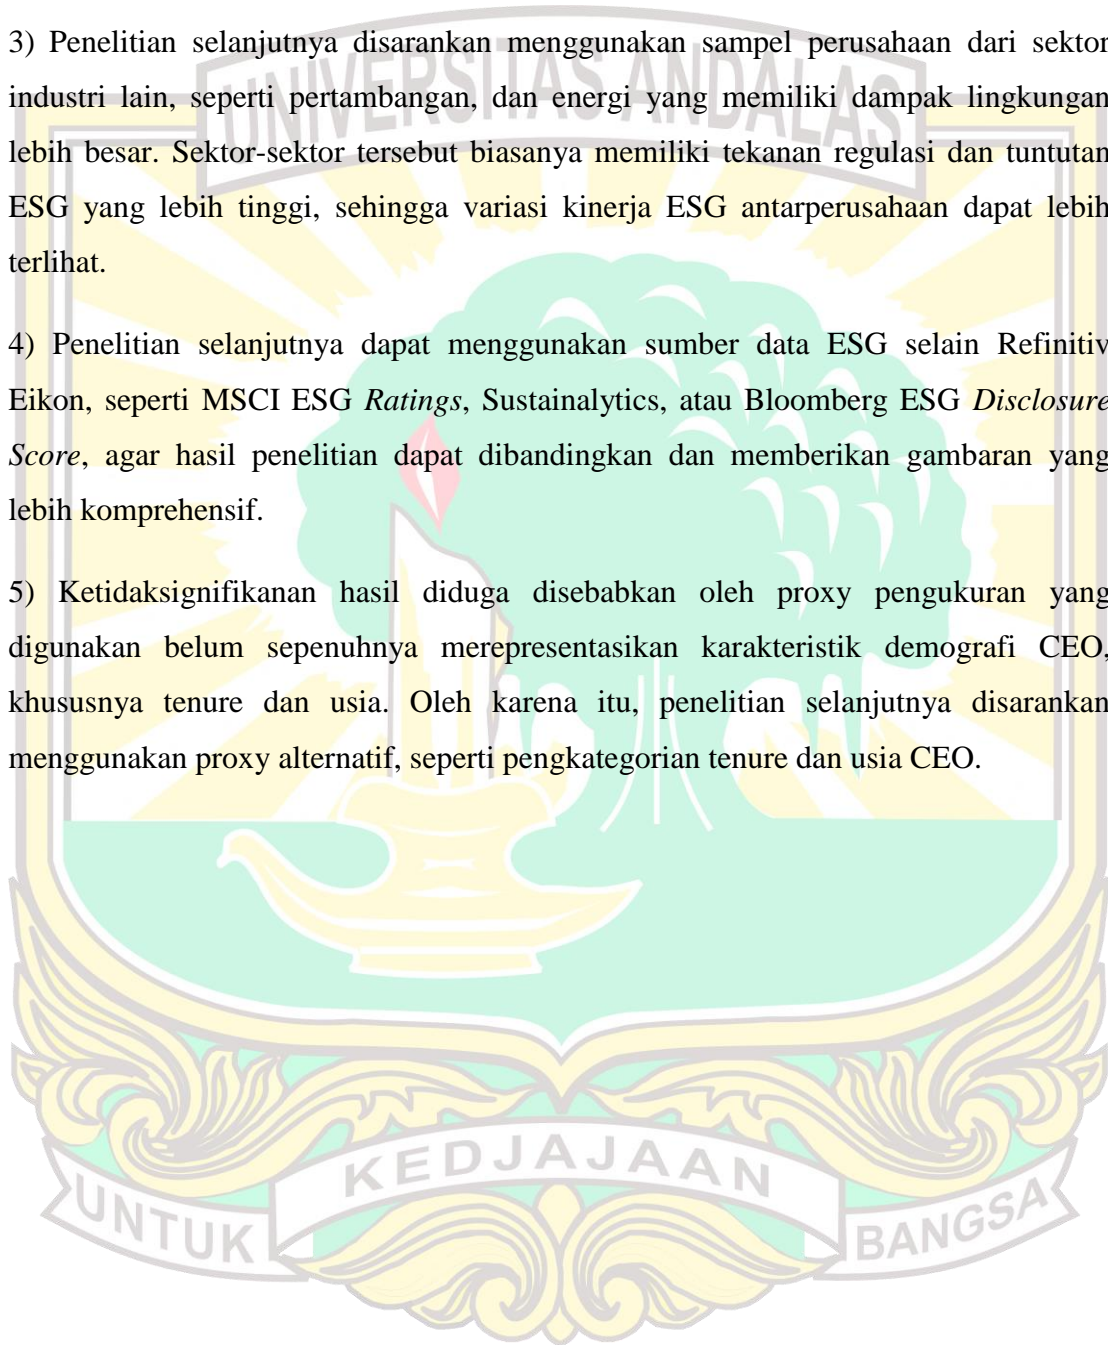 UNIVERSITAS ANDALAS
3) Penelitian selanjutnya disarankan menggunakan sampel perusahaan dari sektor
industri lain, seperti pertambangan, dan energi yang memiliki dampak lingkungan
lebih besar. Sektor-sektor tersebut biasanya memiliki tekanan regulasi dan tuntutan
ESG yang lebih tinggi, sehingga variasi kinerja ESG antarperusahaan dapat lebih
terlihat.
4) Penelitian selanjutnya dapat menggunakan sumber data ESG selain Refinitiv
Eikon, seperti MSCI ESG Ratings, Sustainalytics, atau Bloomberg ESG Disclosure
Score, agar hasil penelitian dapat dibandingkan dan memberikan gambaran yang
lebih komprehensif.
5) Ketidaksignifikanan hasil diduga disebabkan oleh proxy pengukuran yang
digunakan belum sepenuhnya merepresentasikan karakteristik demografi CEO,
khususnya tenure dan usia. Oleh karena itu, penelitian selanjutnya disarankan
menggunakan proxy alternatif, seperti pengkategorian tenure dan usia CEO.
UNTUK KEDJAJAAN BANGSA